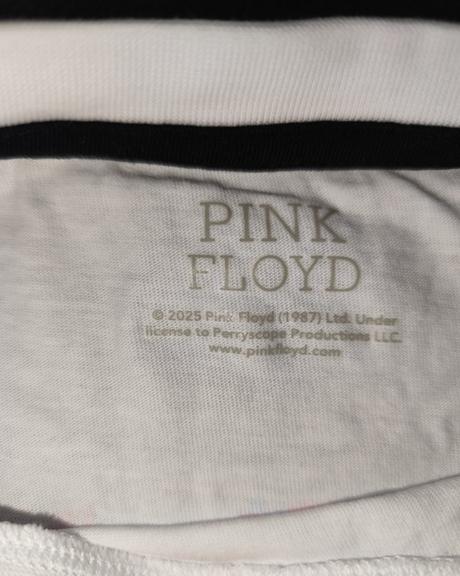 PINK
FLOYD
© 2025 Pink Floyd (1987) Ltd. Under
license to Perryscope Productions LLC.
www.pinkfloyd.com